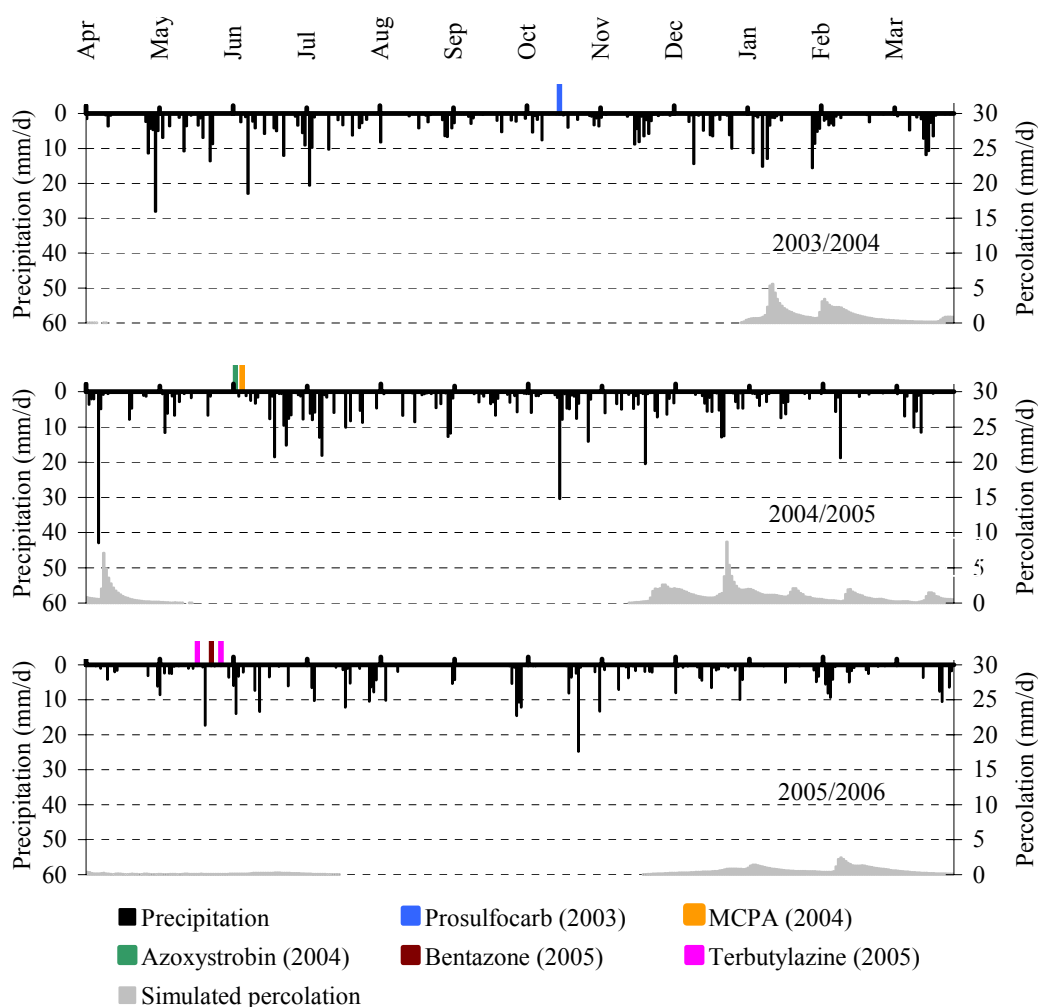 Apr May Jun Jul Aug Sep Oct Nov Dec Jan Feb Mar
Precipitation (mm/d)
0 30
10 25
20 20
30 15
40 10
50 5
60 0
Percolation (mm/d)
2003/2004
Precipitation (mm/d)
0 30
10 25
20 20
30 15
40 10
50 5
60 0
Percolation (mm/d)
2004/2005
Precipitation (mm/d)
0 30
10 25
20 20
30 15
40 10
50 5
60 0
Percolation (mm/d)
2005/2006
Precipitation Prosulfocarb (2003) MCPA (2004)
Azoxystrobin (2004) Bentazone (2005) Terbutylazine (2005)
Simulated percolation